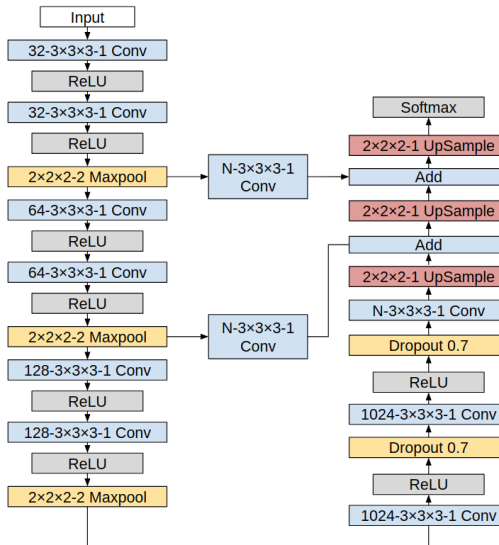 Input
32-3×3×3-1 Conv
ReLU
32-3×3×3-1 Conv
ReLU
2×2×2-2 Maxpool
64-3×3×3-1 Conv
ReLU
64-3×3×3-1 Conv
ReLU
2×2×2-2 Maxpool
128-3×3×3-1 Conv
ReLU
128-3×3×3-1 Conv
ReLU
2×2×2-2 Maxpool
N-3×3×3-1
Conv
N-3×3×3-1
Conv
Softmax
2×2×2-1 UpSample
Add
2×2×2-1 UpSample
Add
2×2×2-1 UpSample
N-3×3×3-1 Conv
Dropout 0.7
ReLU
1024-3×3×3-1 Conv
Dropout 0.7
ReLU
1024-3×3×3-1 Conv